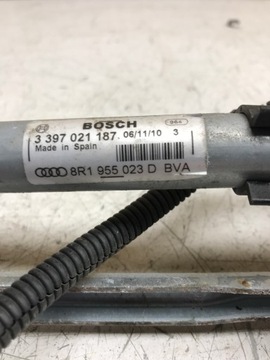 BOSCH
3 397 021 187. 06/11/10 3
Made in Spain
8R1 955 023 D BVA